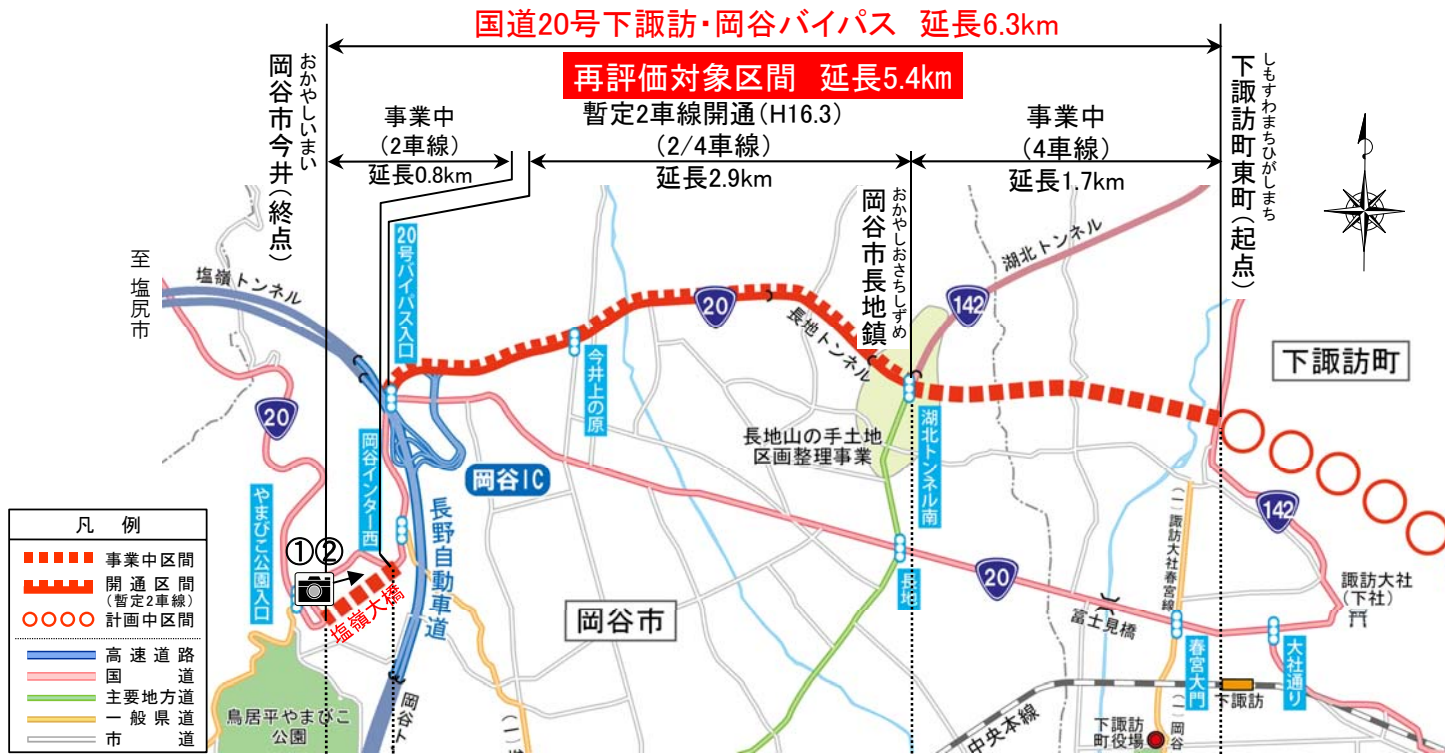 国道20号下諏訪・岡谷バイパス 延長6.3km
再評価対象区間 延長5.4km
おかやしいまい
岡谷市今井(終点)
事業中
(2車線)
延長0.8km
暫定2車線開通(H16.3)
(2/4車線)
延長2.9km
事業中
(4車線)
延長1.7km
しもすわまちひがしまち
下諏訪町東町(起点)
おかやしおさちしずめ
岡谷市長地鎮
至 塩尻市
塩嶺トンネル
20号バイパス入口
20
今井上の原
長地トンネル
湖北トンネル
142
下諏訪町
20
岡谷インター西
岡谷IC
長野自動車道
長地山の手土地
区画整理事業
湖北トンネル南
142
やまびこ公園入口
①②
塩嶺大橋
岡谷市
長地
20
富士見橋
(一)諏訪大社春宮線
諏訪大社
(下社)
春宮大門
大社通り
下諏訪
中央本線
下諏訪
町役場
(一)岡谷
鳥居平やまびこ
公園
岡谷ト
(一)
凡 例
事業中区間
開通区間
(暫定2車線)
計画中区間
高速道路
国 道
主要地方道
一般県道
市 道